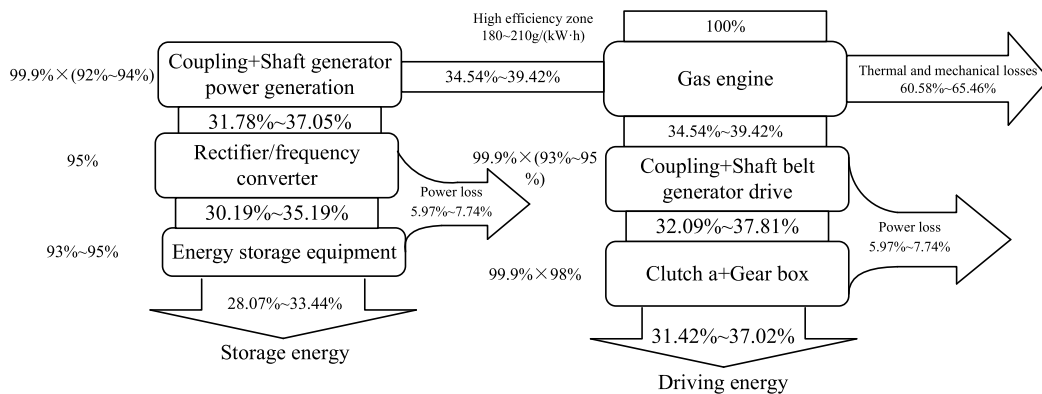 High efficiency zone
180~210g/(kW·h)
100%
99.9%×(92%~94%)
Coupling+Shaft generator
power generation
34.54%~39.42%
Gas engine
Thermal and mechanical losses
60.58%~65.46%
31.78%~37.05%
34.54%~39.42%
95%
Rectifier/frequency
converter
99.9%×(93%~95
%)
Coupling+Shaft belt
generator drive
Power loss
5.97%~7.74%
30.19%~35.19%
32.09%~37.81%
Power loss
5.97%~7.74%
93%~95%
Energy storage equipment
99.9%×98%
Clutch a+Gear box
28.07%~33.44%
31.42%~37.02%
Storage energy
Driving energy